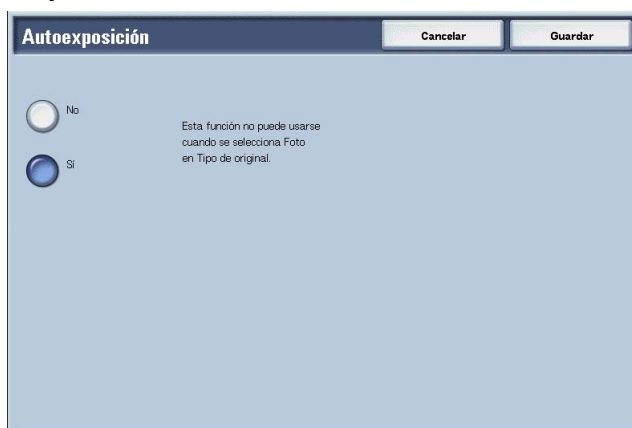 Autoexposición
Cancelar
Guardar
No
Sí
Esta función no puede usarse
cuando se selecciona Foto
en Tipo de original.